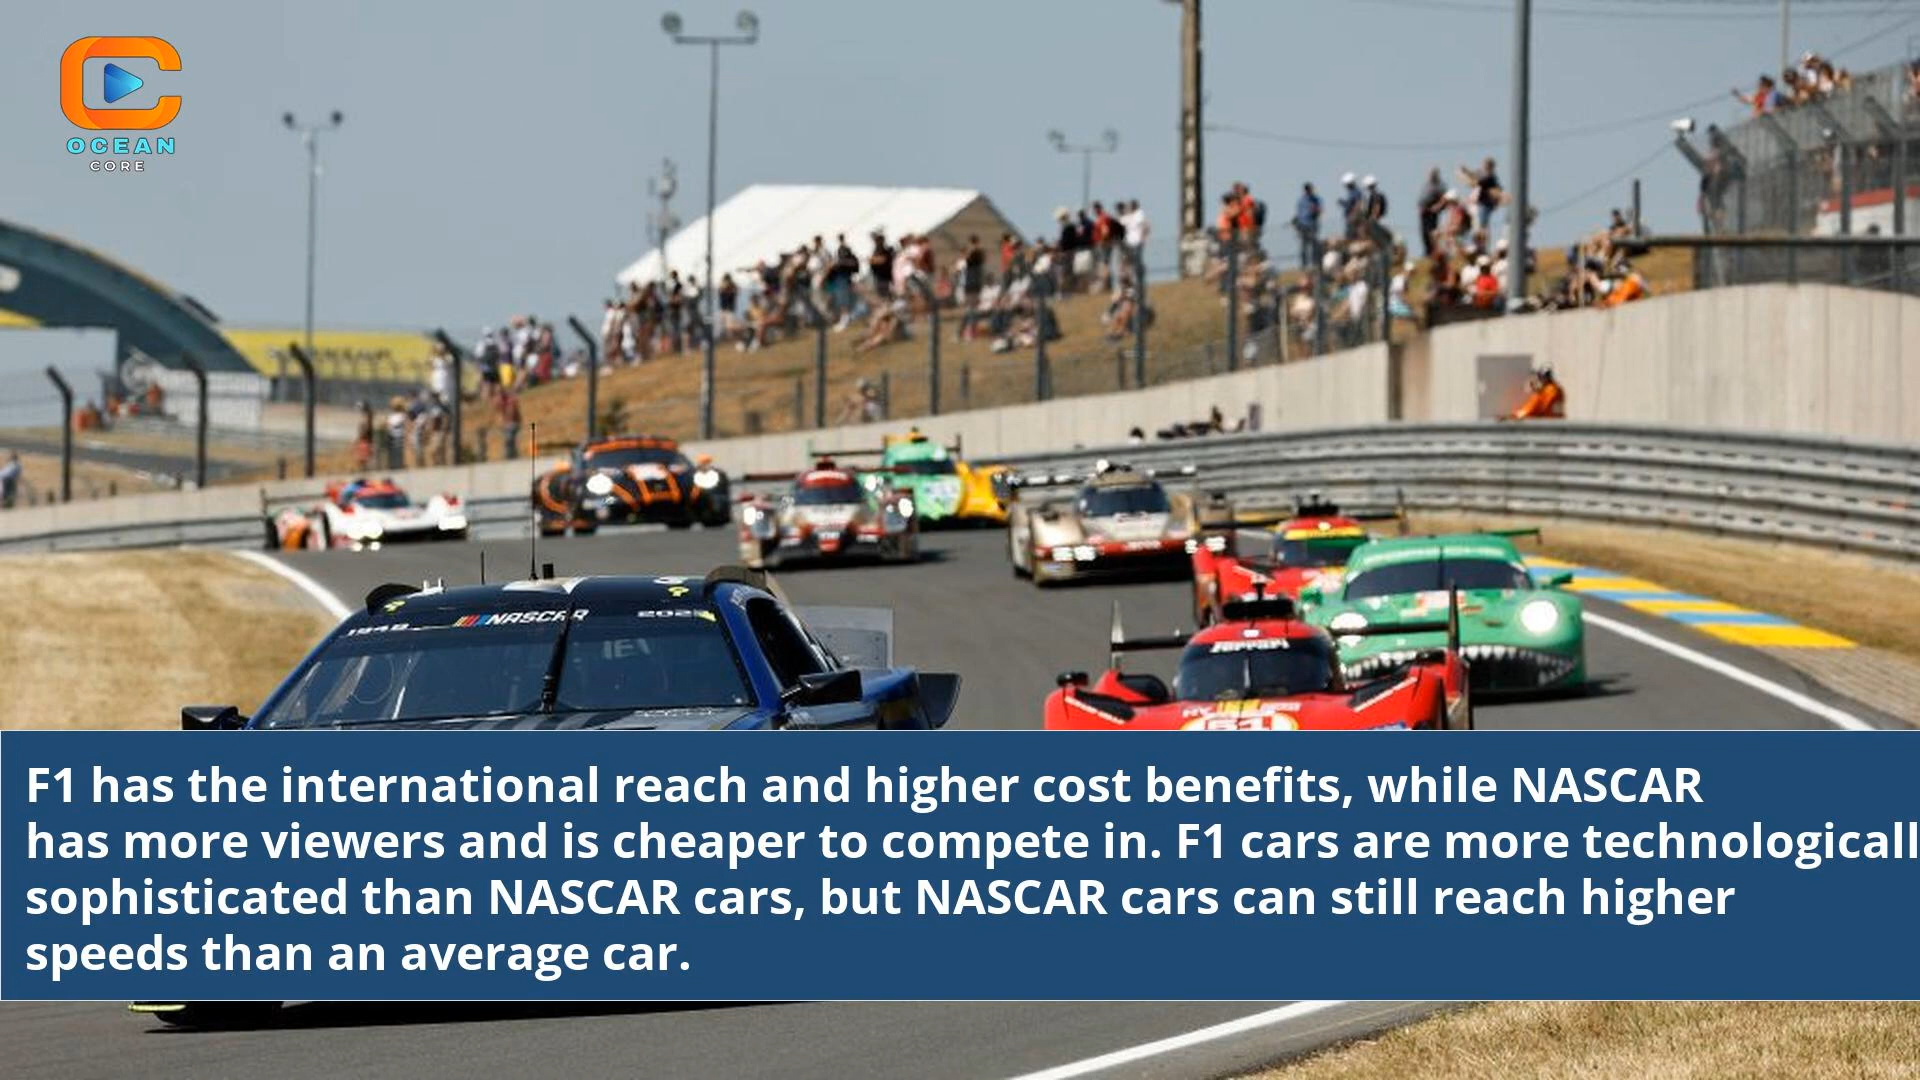 OCEAN
CORE
NASCAR
Ferrari
51
F1 has the international reach and higher cost benefits, while NASCAR
has more viewers and is cheaper to compete in. F1 cars are more technologicall
sophisticated than NASCAR cars, but NASCAR cars can still reach higher
speeds than an average car.